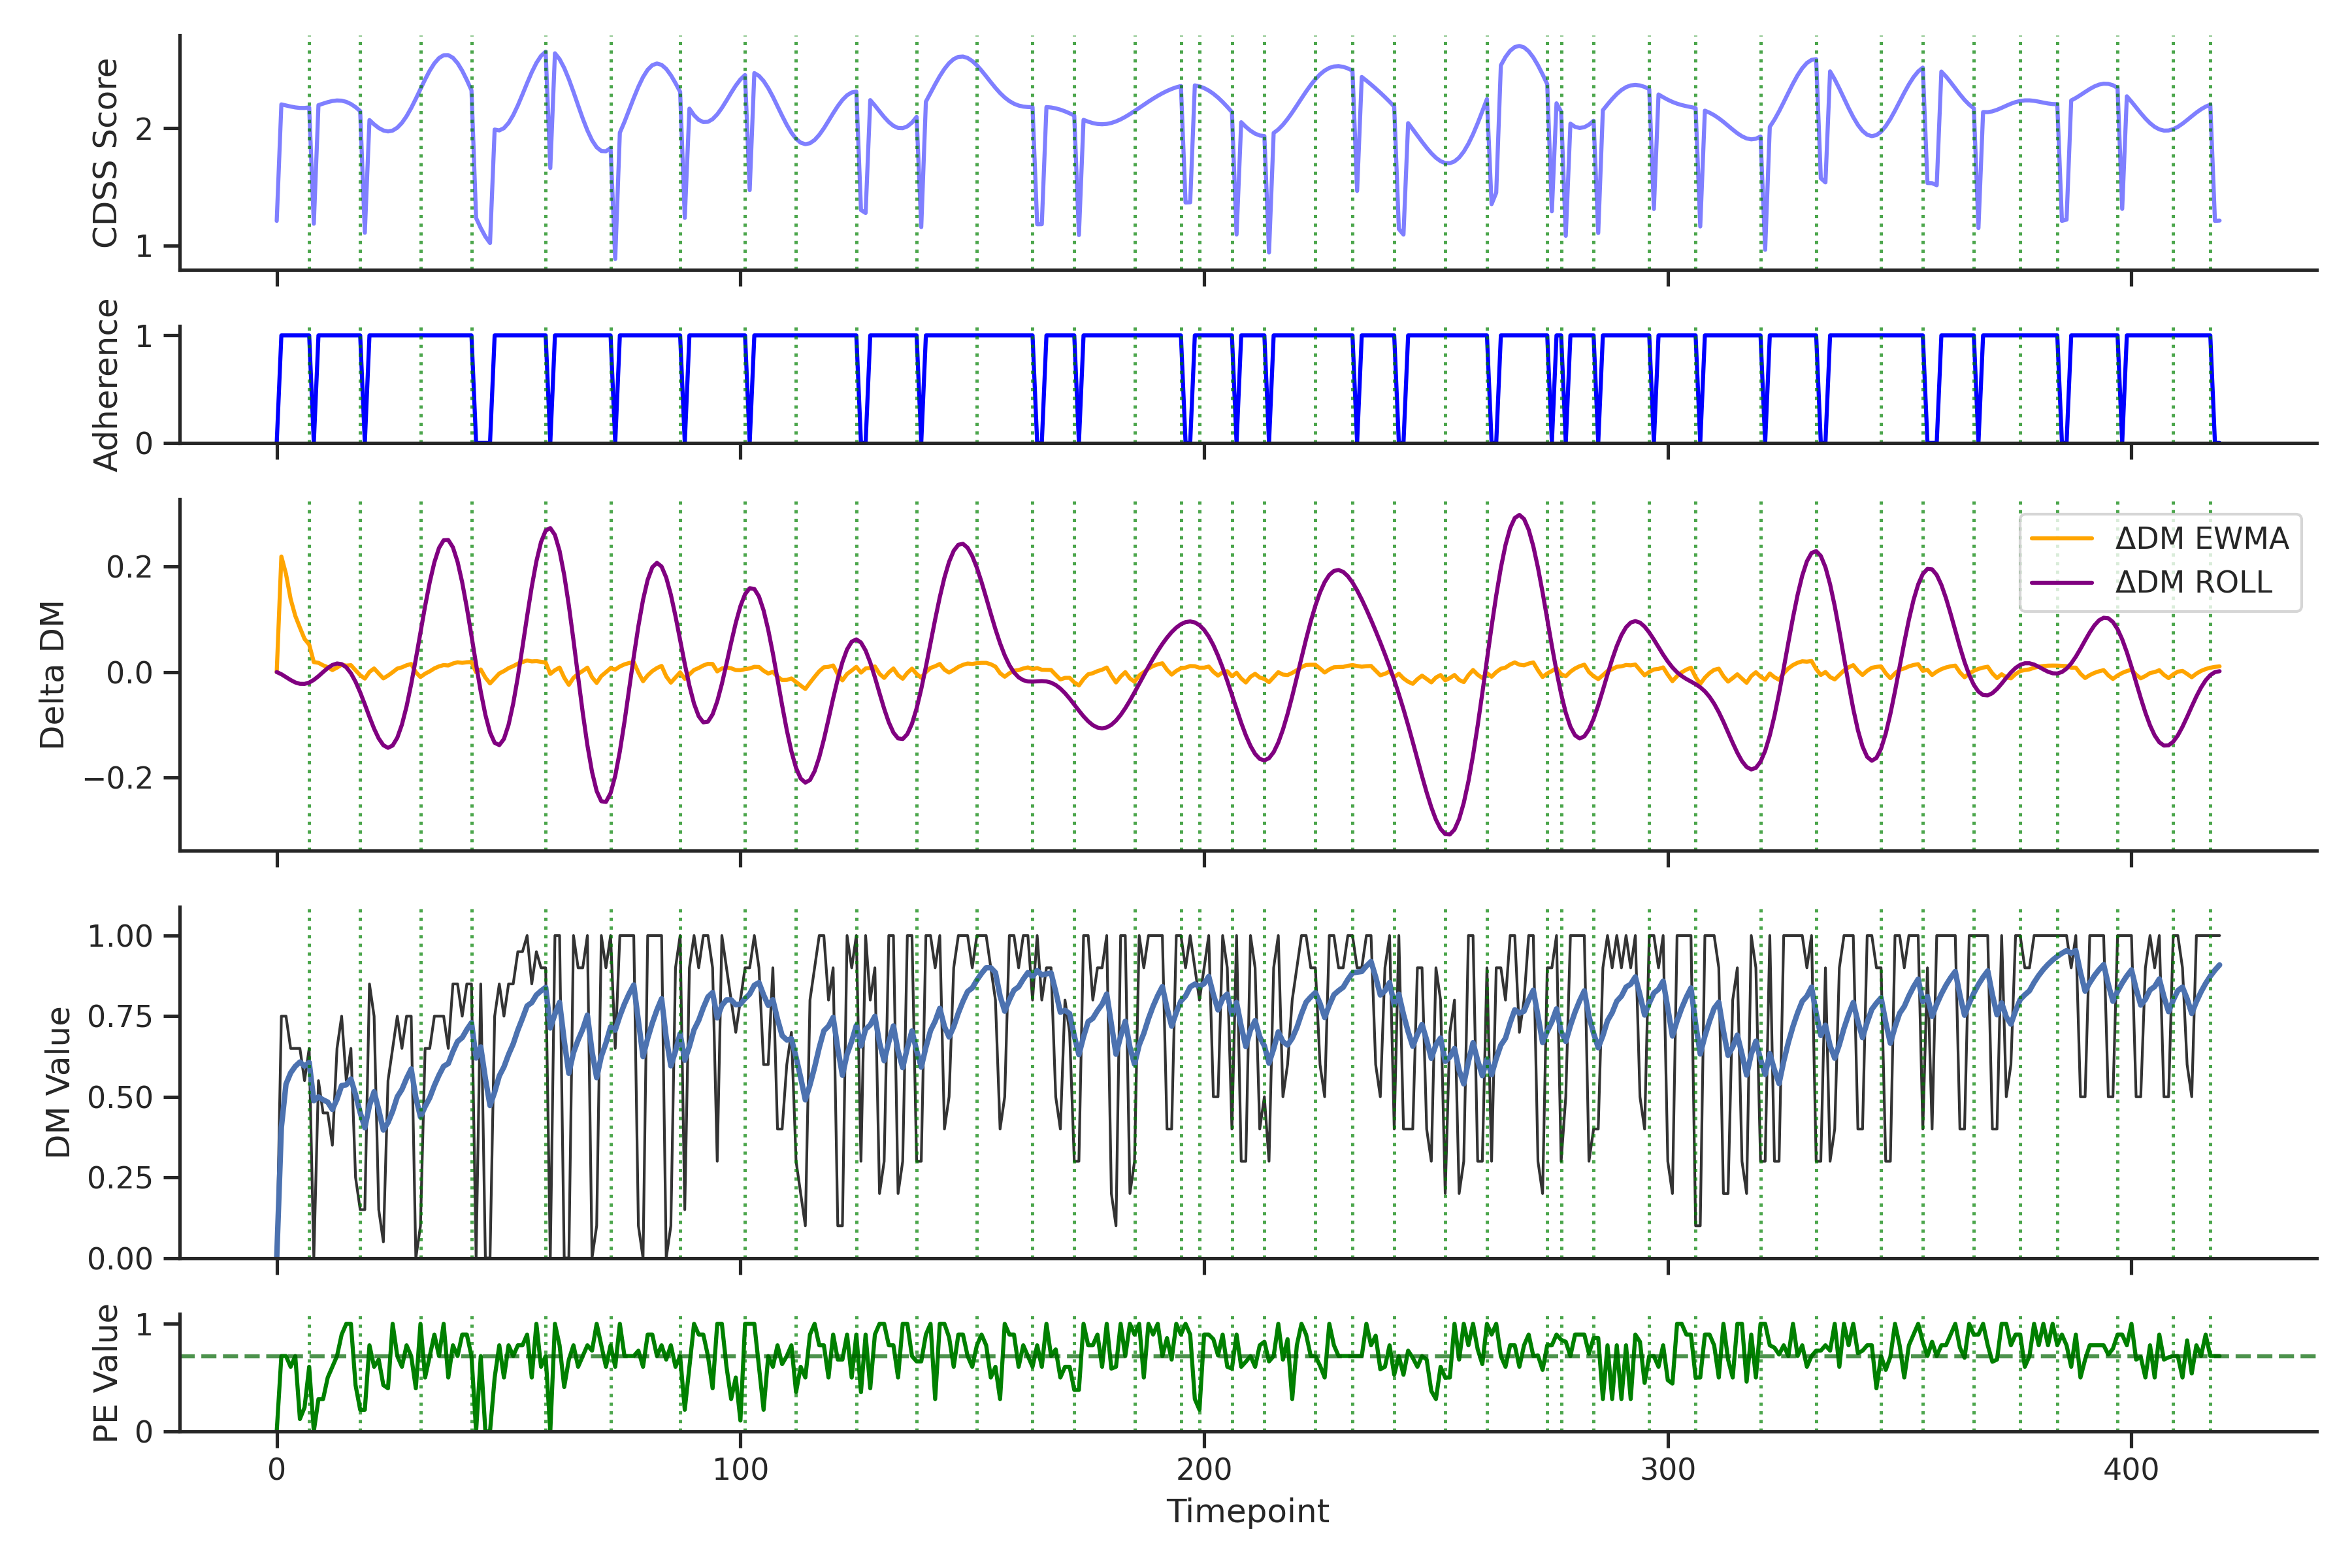 CDSS Score
2
1
Adherence
1
0
Delta DM
0.2
0.0
−0.2
ΔDM EWMA
ΔDM ROLL
DM Value
1.00
0.75
0.50
0.25
0.00
PE Value
1
0
0
100
200
300
400
Timepoint